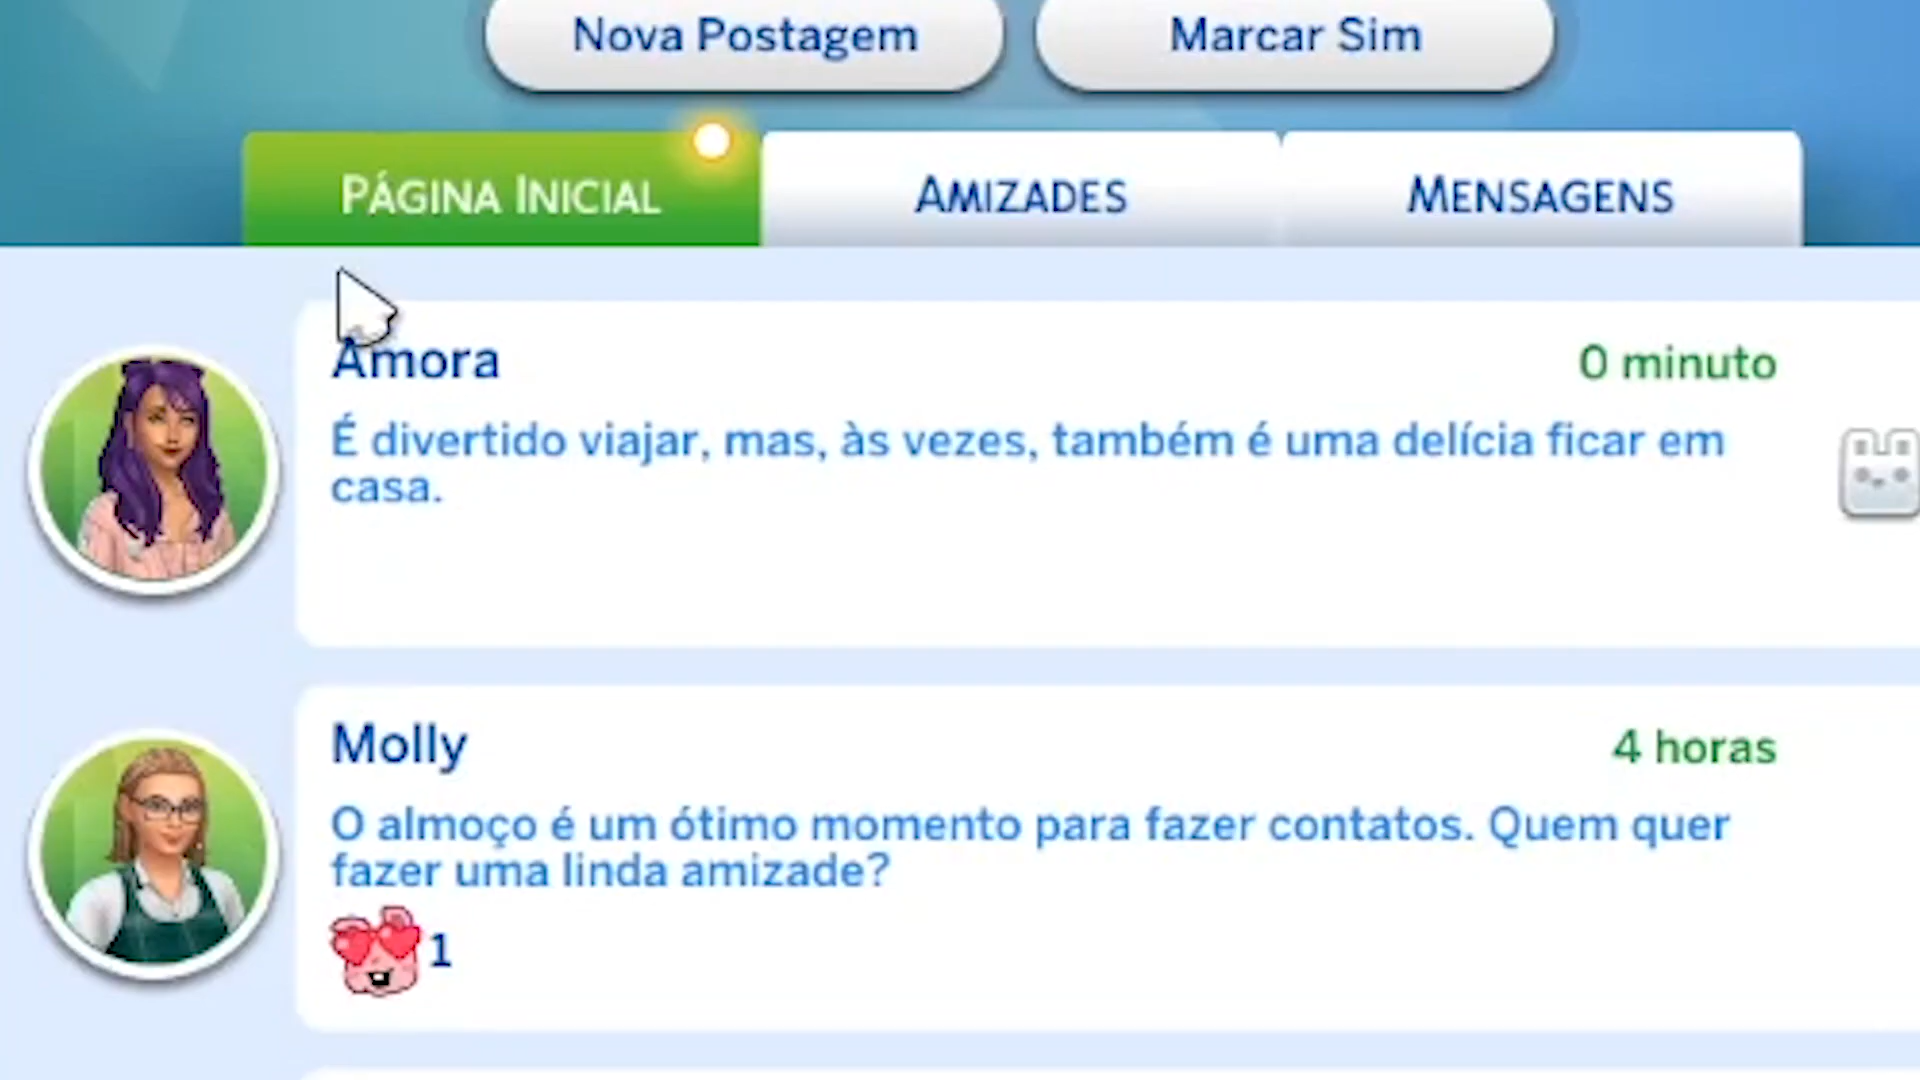 Nova Postagem
Marcar Sim
PÁGINA INICIAL
AMIZADES
MENSAGENS
Amora
0 minuto
É divertido viajar, mas, às vezes, também é uma delícia ficar em
casa.
Molly
4 horas
O almoço é um ótimo momento para fazer contatos. Quem quer
fazer uma linda amizade?
1